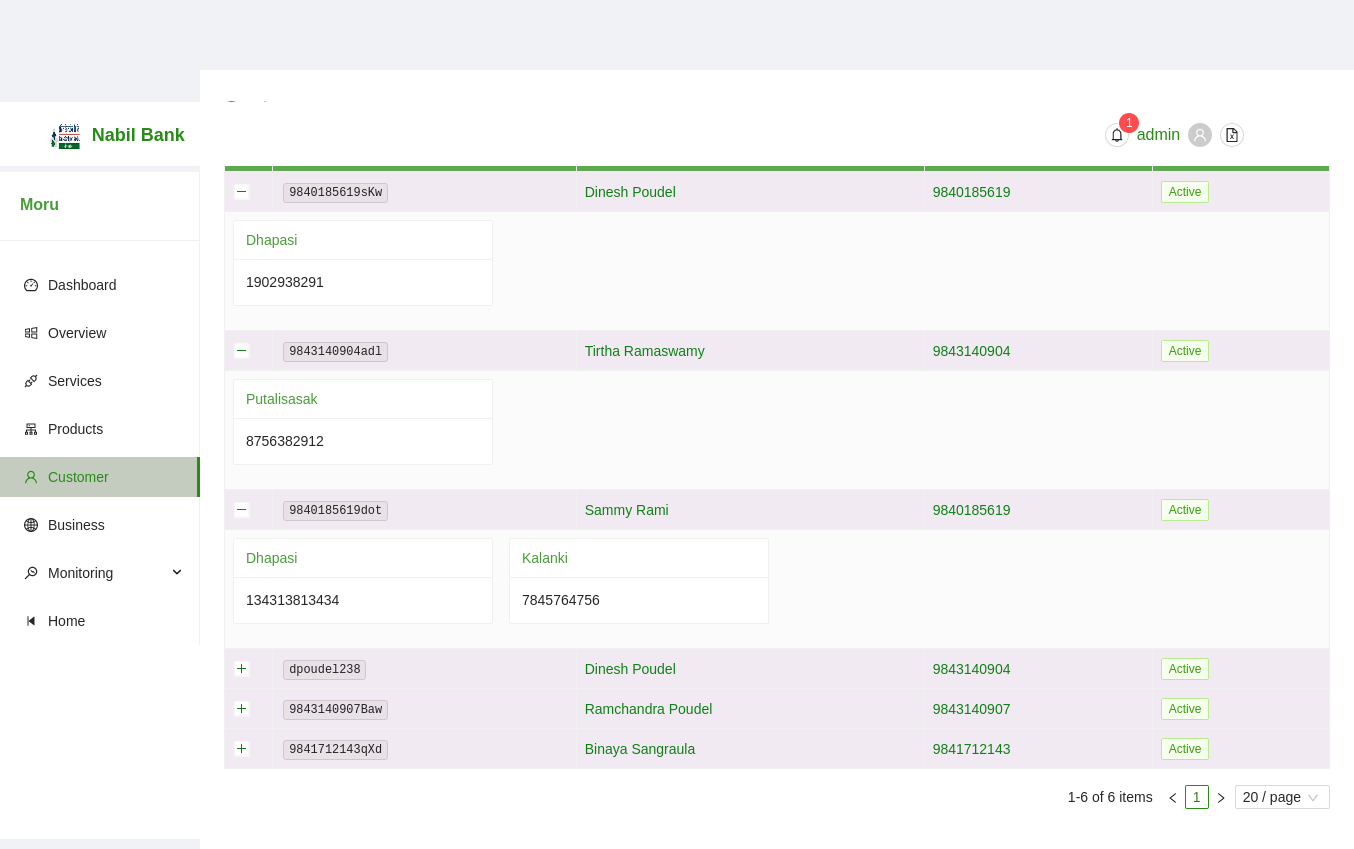 Nabil Bank
1
admin
Moru
Dashboard
Overview
Services
Products
Customer
Business
Monitoring
Home
9840185619sKw Dinesh Poudel 9840185619 Active
Dhapasi
1902938291
9843140904adl Tirtha Ramaswamy 9843140904 Active
Putalisasak
8756382912
9840185619dot Sammy Rami 9840185619 Active
Dhapasi Kalanki
134313813434 7845764756
dpoudel238 Dinesh Poudel 9843140904 Active
9843140907Baw Ramchandra Poudel 9843140907 Active
9841712143qXd Binaya Sangraula 9841712143 Active
1-6 of 6 items 1 20 / page